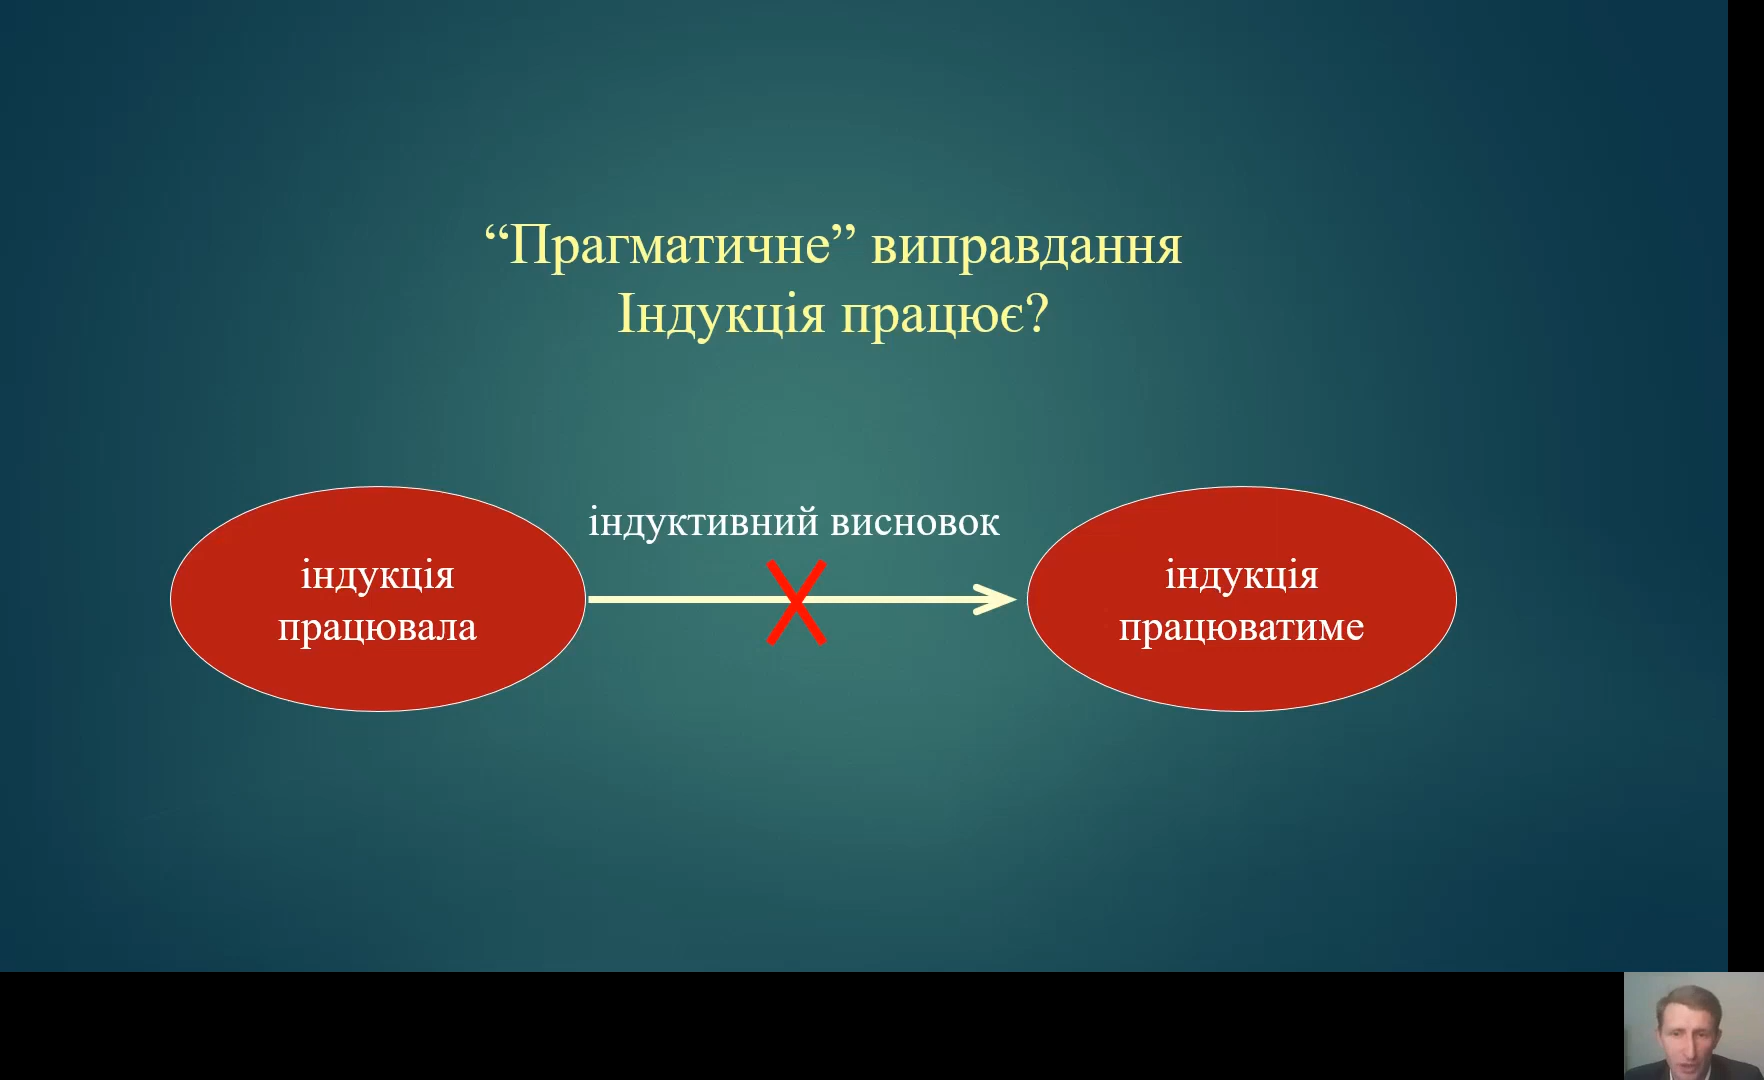 “Прагматичне” виправдання
Індукція працює?
індуктивний висновок
індукція
працювала
індукція
працюватиме